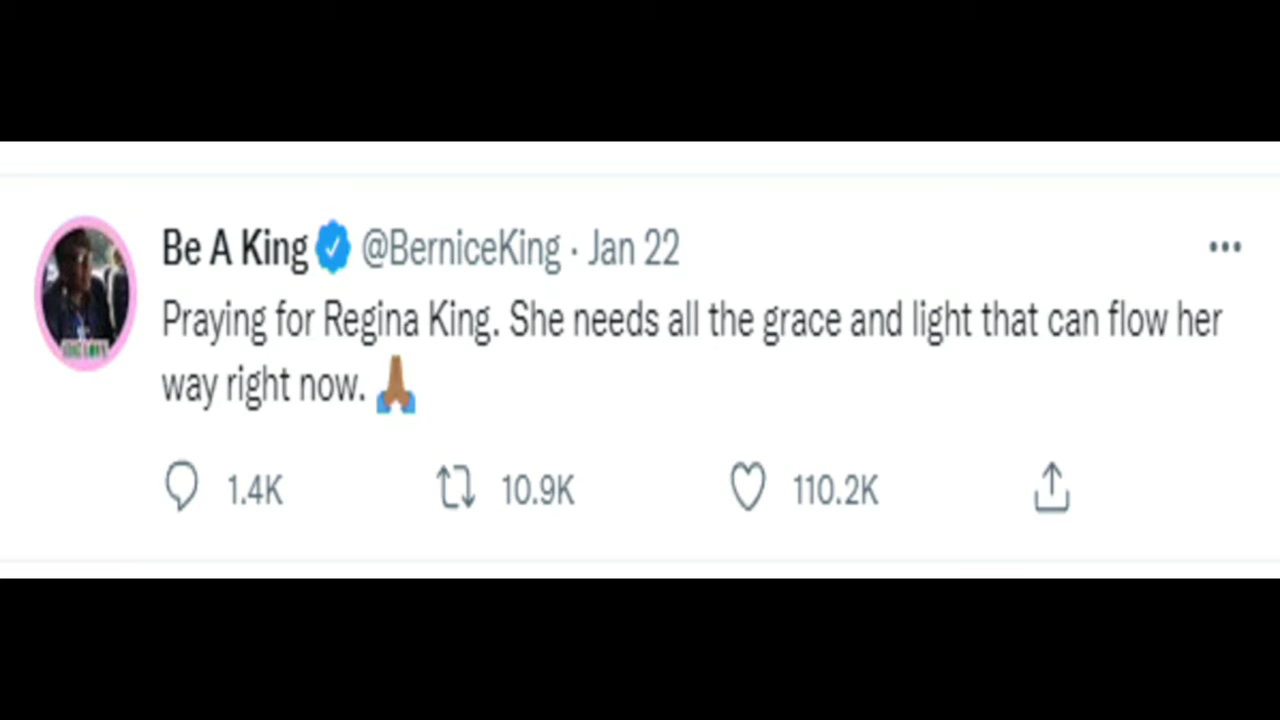 Be A King @BerniceKing · Jan 22
Praying for Regina King. She needs all the grace and light that can flow her
way right now. 🙏🏾
1.4K 10.9K 110.2K